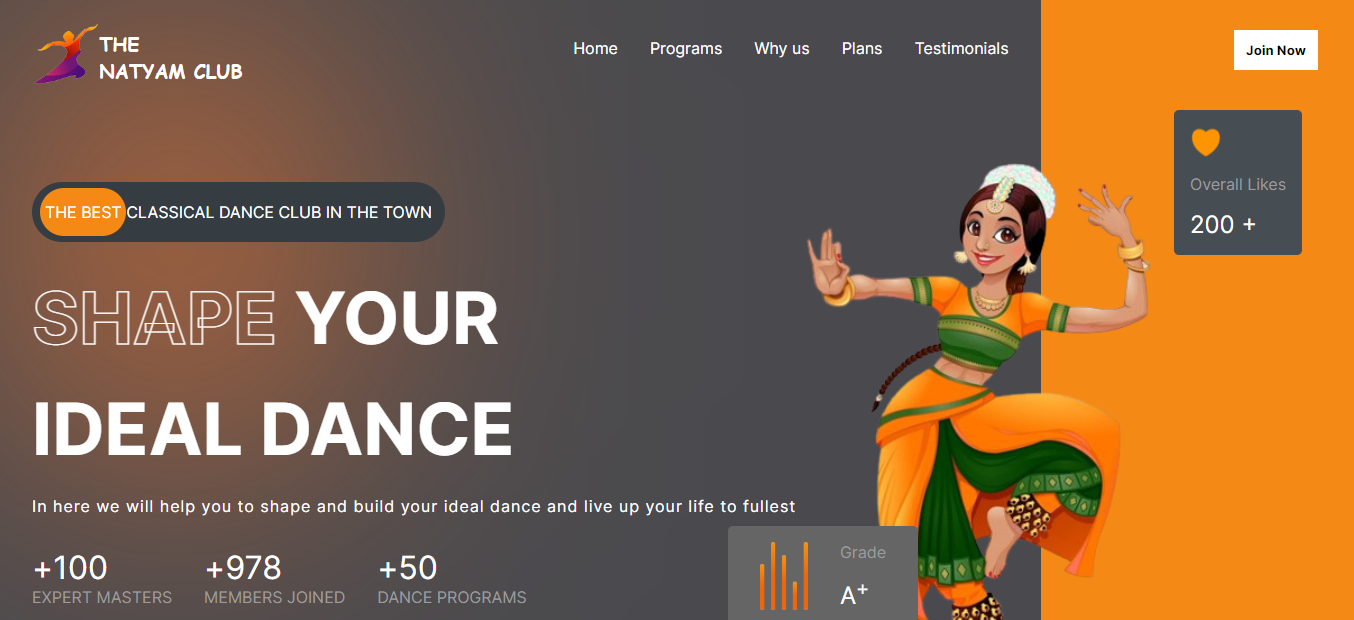 THE
NATYAM CLUB
Home Programs Why us Plans Testimonials
Join Now
Overall Likes
200 +
THE BEST CLASSICAL DANCE CLUB IN THE TOWN
SHAPE YOUR
IDEAL DANCE
In here we will help you to shape and build your ideal dance and live up your life to fullest
+100
EXPERT MASTERS
+978
MEMBERS JOINED
+50
DANCE PROGRAMS
Grade
A⁺